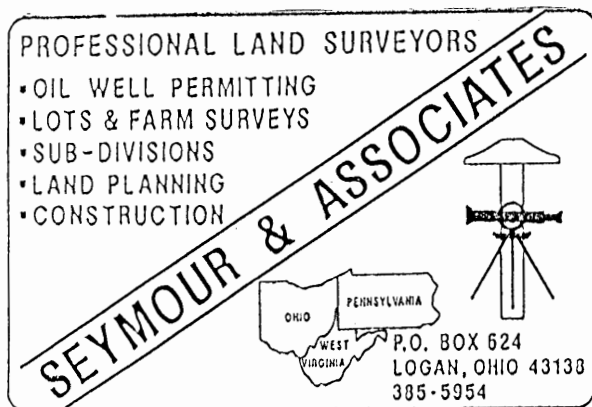 PROFESSIONAL LAND SURVEYORS
▪OIL WELL PERMITTING
▪LOTS & FARM SURVEYS
▪SUB-DIVISIONS
▪LAND PLANNING
▪CONSTRUCTION
SEYMOUR & ASSOCIATES
OHIO
PENNSYLVANIA
WEST
VIRGINIA
P.O. BOX 624
LOGAN, OHIO 43138
385-5954